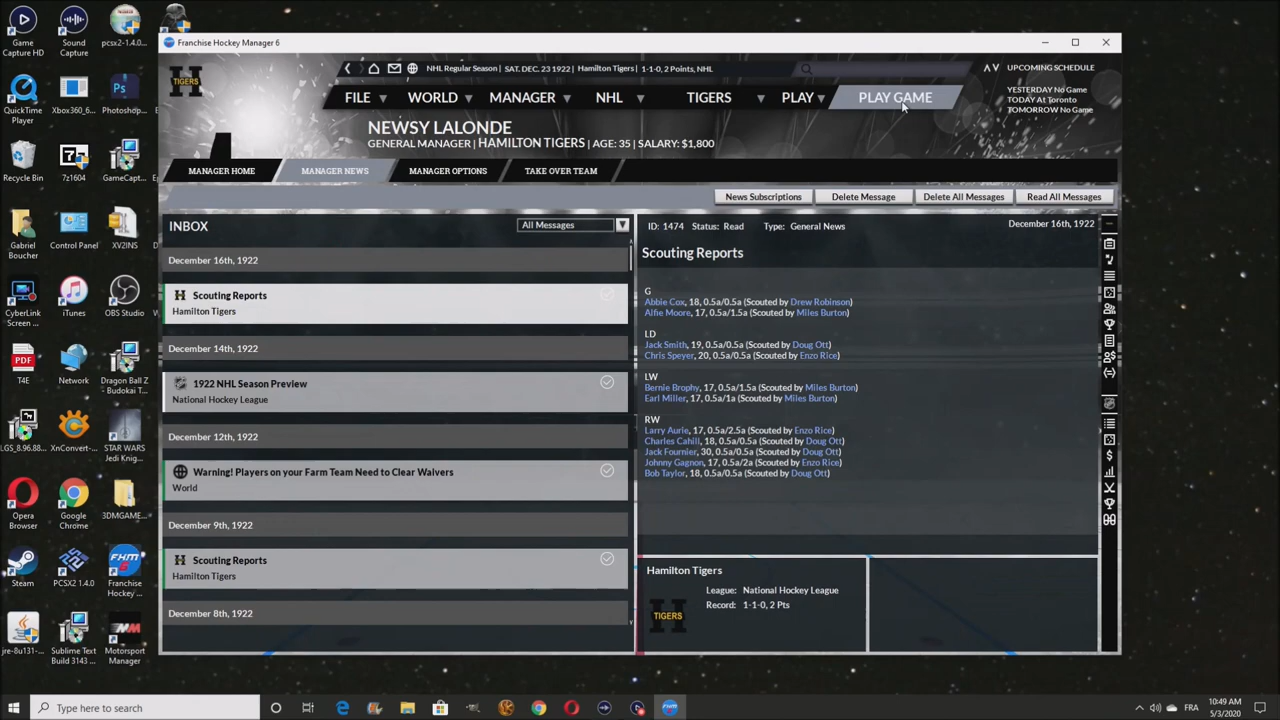 Game Capture HD
Sound Capture
pcsx2-1.4.0...
Franchise Hockey Manager 6
TIGERS
NHL Regular Season | SAT. DEC. 23 1922 | Hamilton Tigers | 1-1-0, 2 Points, NHL
UPCOMING SCHEDULE
YESTERDAY No Game
TODAY At Toronto
TOMORROW No Game
FILE WORLD MANAGER NHL TIGERS PLAY PLAY GAME
NEWSY LALONDE
GENERAL MANAGER | HAMILTON TIGERS | AGE: 35 | SALARY: $1,800
MANAGER HOME MANAGER NEWS MANAGER OPTIONS TAKE OVER TEAM
News Subscriptions Delete Message Delete All Messages Read All Messages
INBOX
All Messages
December 16th, 1922
Scouting Reports
Hamilton Tigers
December 14th, 1922
1922 NHL Season Preview
National Hockey League
December 12th, 1922
Warning! Players on your Farm Team Need to Clear Waivers
World
December 9th, 1922
Scouting Reports
Hamilton Tigers
December 8th, 1922
ID: 1474 Status: Read Type: General News
December 16th, 1922
Scouting Reports
G
Abbie Cox, 18, 0.5a/0.5a (Scouted by Drew Robinson)
Alfie Moore, 17, 0.5a/1.5a (Scouted by Miles Burton)
LD
Jack Smith, 19, 0.5a/0.5a (Scouted by Doug Ott)
Chris Speyer, 20, 0.5a/0.5a (Scouted by Enzo Rice)
LW
Bernie Brophy, 17, 0.5a/1.5a (Scouted by Miles Burton)
Earl Miller, 17, 0.5a/1a (Scouted by Miles Burton)
RW
Larry Aurie, 17, 0.5a/2.5a (Scouted by Enzo Rice)
Charles Cahill, 18, 0.5a/0.5a (Scouted by Doug Ott)
Jack Fournier, 30, 0.5a/0.5a (Scouted by Doug Ott)
Johnny Gagnon, 17, 0.5a/2a (Scouted by Enzo Rice)
Bob Taylor, 18, 0.5a/0.5a (Scouted by Doug Ott)
Hamilton Tigers
TIGERS
League: National Hockey League
Record: 1-1-0, 2 Pts
QuickTime Player
Xbox360_...
Photoshop...
Recycle Bin
7z1604
GameCapt...
Gabriel Boucher
Control Panel
XV2INS
CyberLink Screen ...
iTunes
OBS Studio
PDF
T4E
Network
Dragon Ball Z - Budokai T...
LGS_8.96.88...
XnConvert-...
STAR WARS Jedi Knig...
Opera Browser
Google Chrome
3DMGAME...
Steam
PCSX2 1.4.0
Franchise Hockey ...
jre-8u131-...
Sublime Text Build 3143 ...
Motorsport Manager
Type here to search
FRA
10:49 AM
5/3/2020